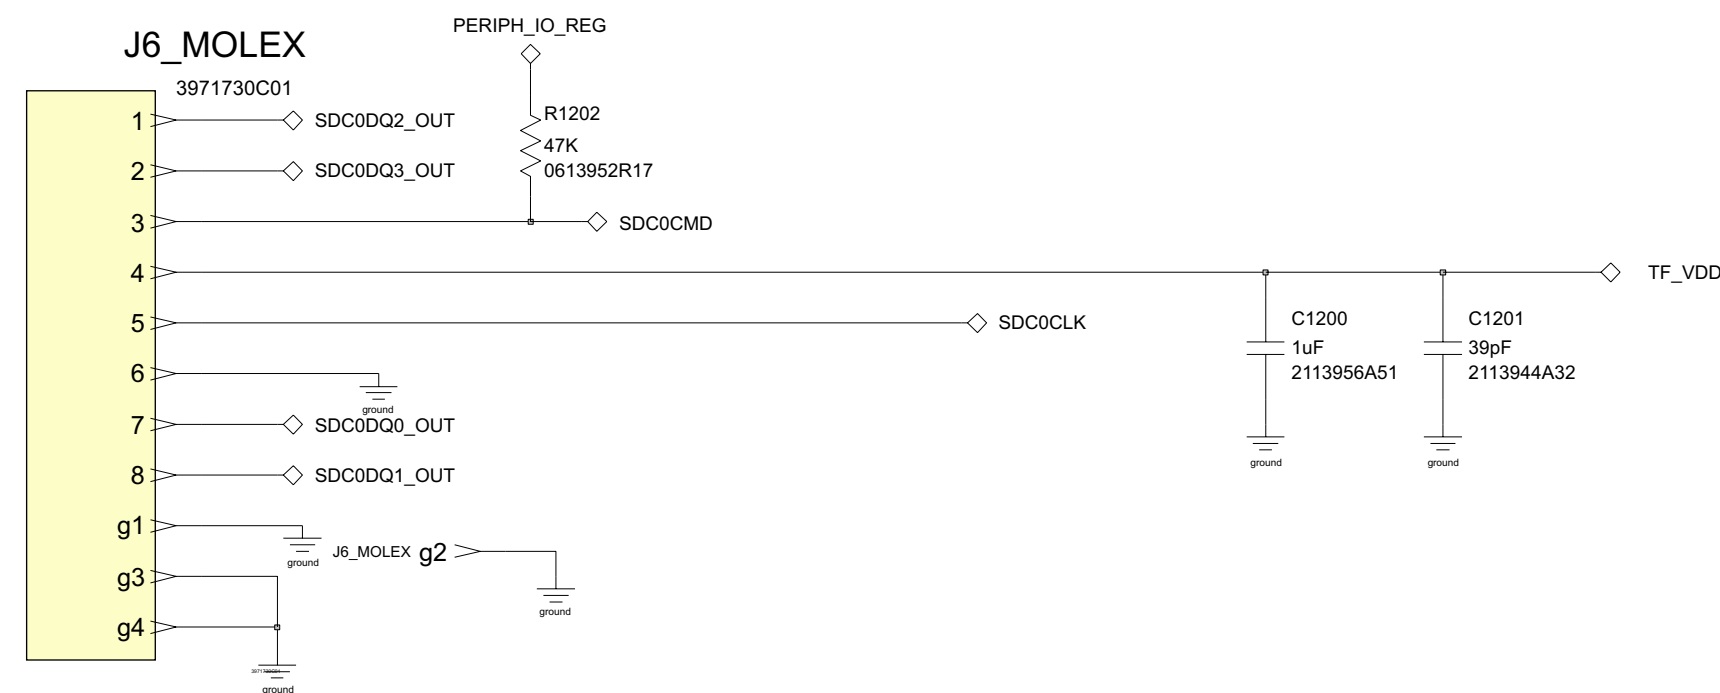 PERIPH_IO_REG
J6_MOLEX
3971730C01
1 SDC0DQ2_OUT
R1202
47K
0613952R17
2 SDC0DQ3_OUT
3 SDC0CMD
4 TF_VDD
5 SDC0CLK
C1200
1uF
2113956A51
C1201
39pF
2113944A32
6
ground
7 SDC0DQ0_OUT
ground
ground
8 SDC0DQ1_OUT
g1
ground
J6_MOLEX g2
ground
g3
g4
3971730C01
ground